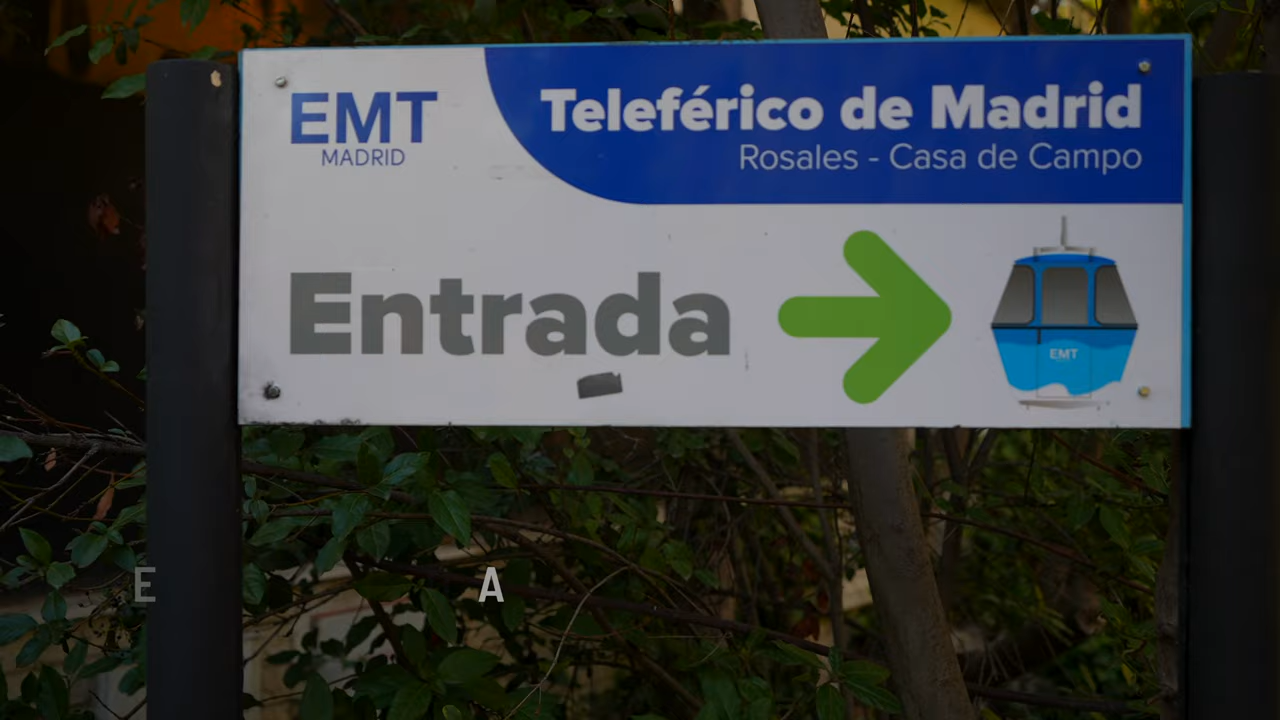 EMT
MADRID
Teleférico de Madrid
Rosales - Casa de Campo
Entrada
EMT
E A